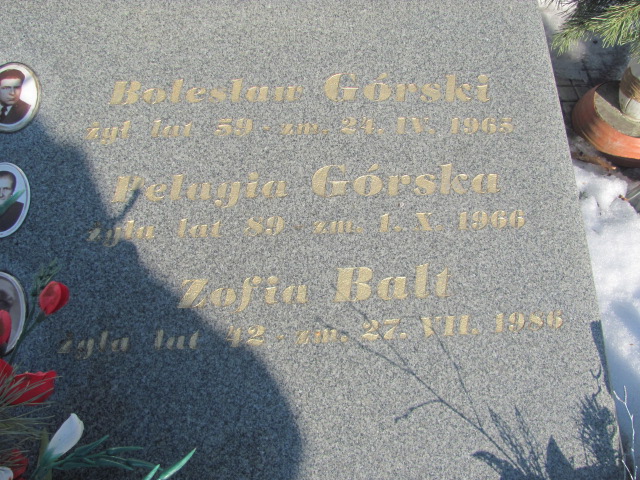 Bolesław Górski
żył lat 59 - zm. 24. IV. 1965
Pelagia Górska
żyła lat 89 - zm. 1. X. 1966
Zofia Balt
żyła lat 42 - zm. 27. VII. 1986